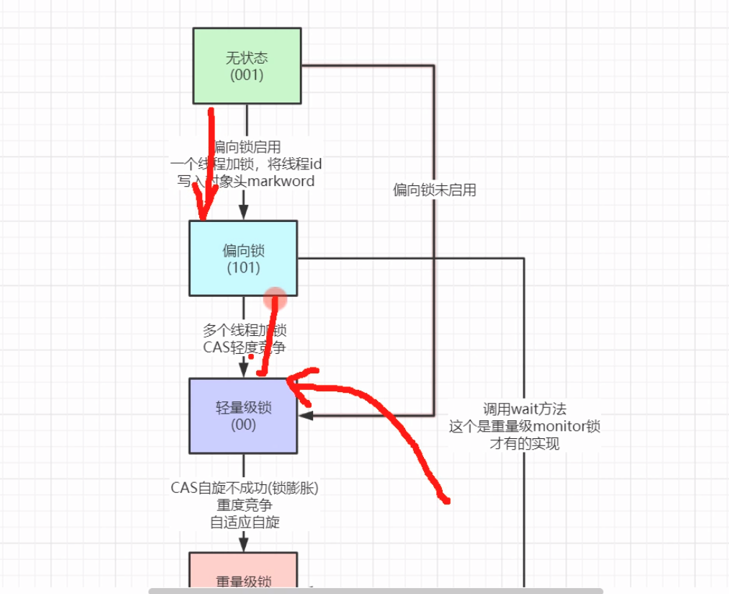 无状态
(001)
偏向锁启用
一个线程加锁，将线程id
写入对象头markword
偏向锁未启用
偏向锁
(101)
多个线程加锁
CAS轻度竞争
轻量级锁
(00)
调用wait方法
这个是重量级monitor锁
才有的实现
CAS自旋不成功(锁膨胀)
重度竞争
自适应自旋
重量级锁